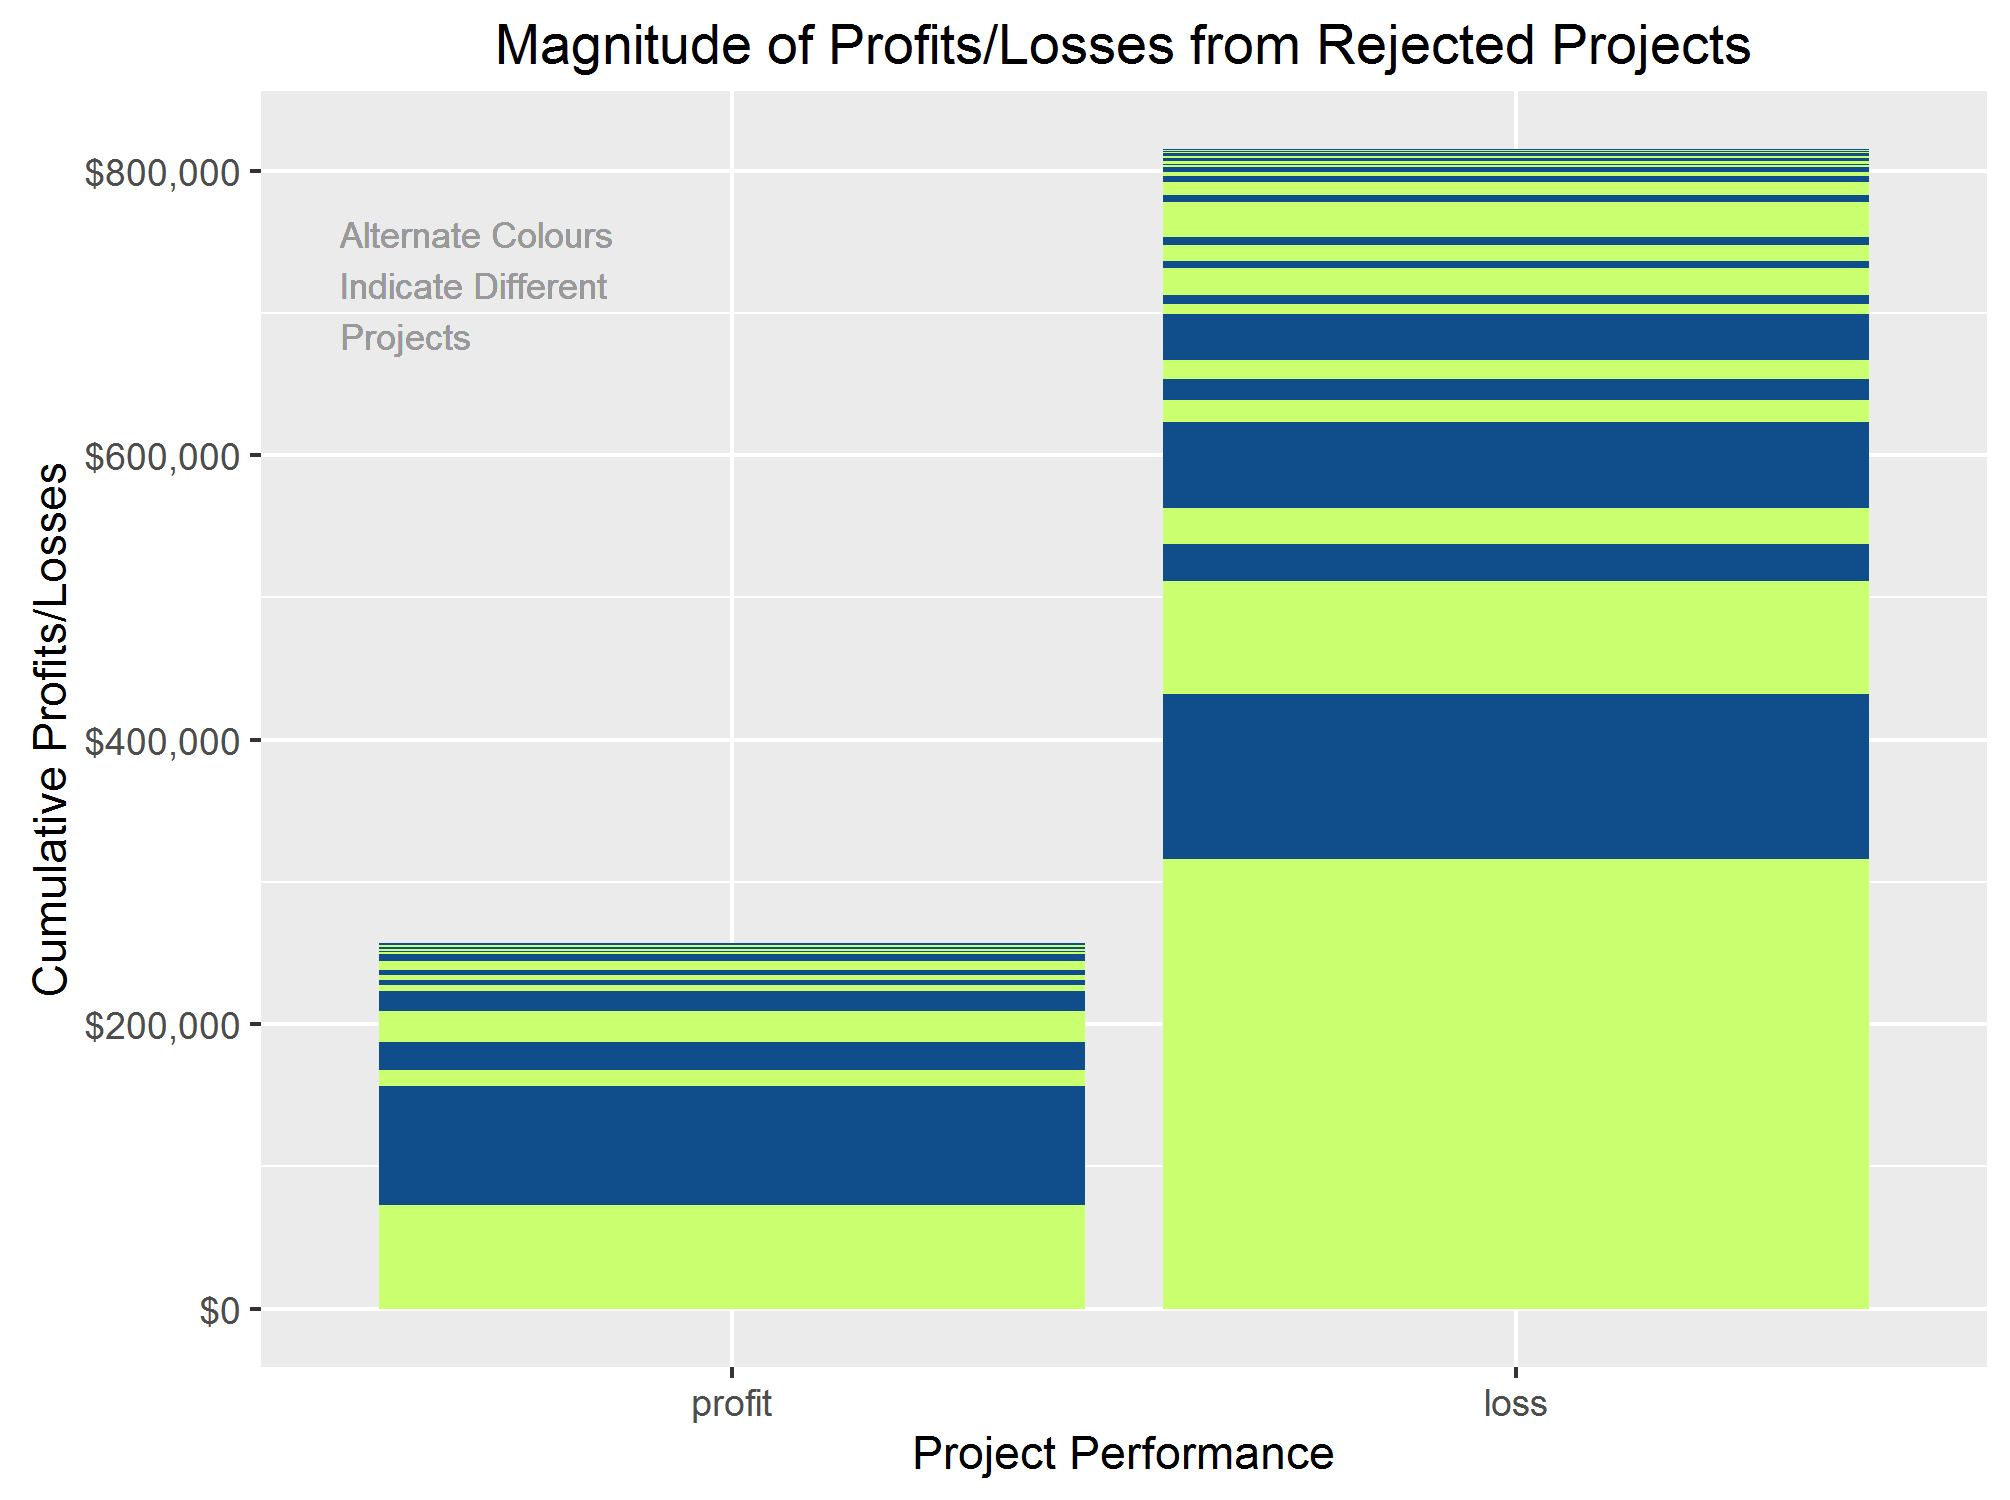 Magnitude of Profits/Losses from Rejected Projects
Cumulative Profits/Losses
$800,000
$600,000
$400,000
$200,000
$0
Alternate Colours
Indicate Different
Projects
profit
loss
Project Performance